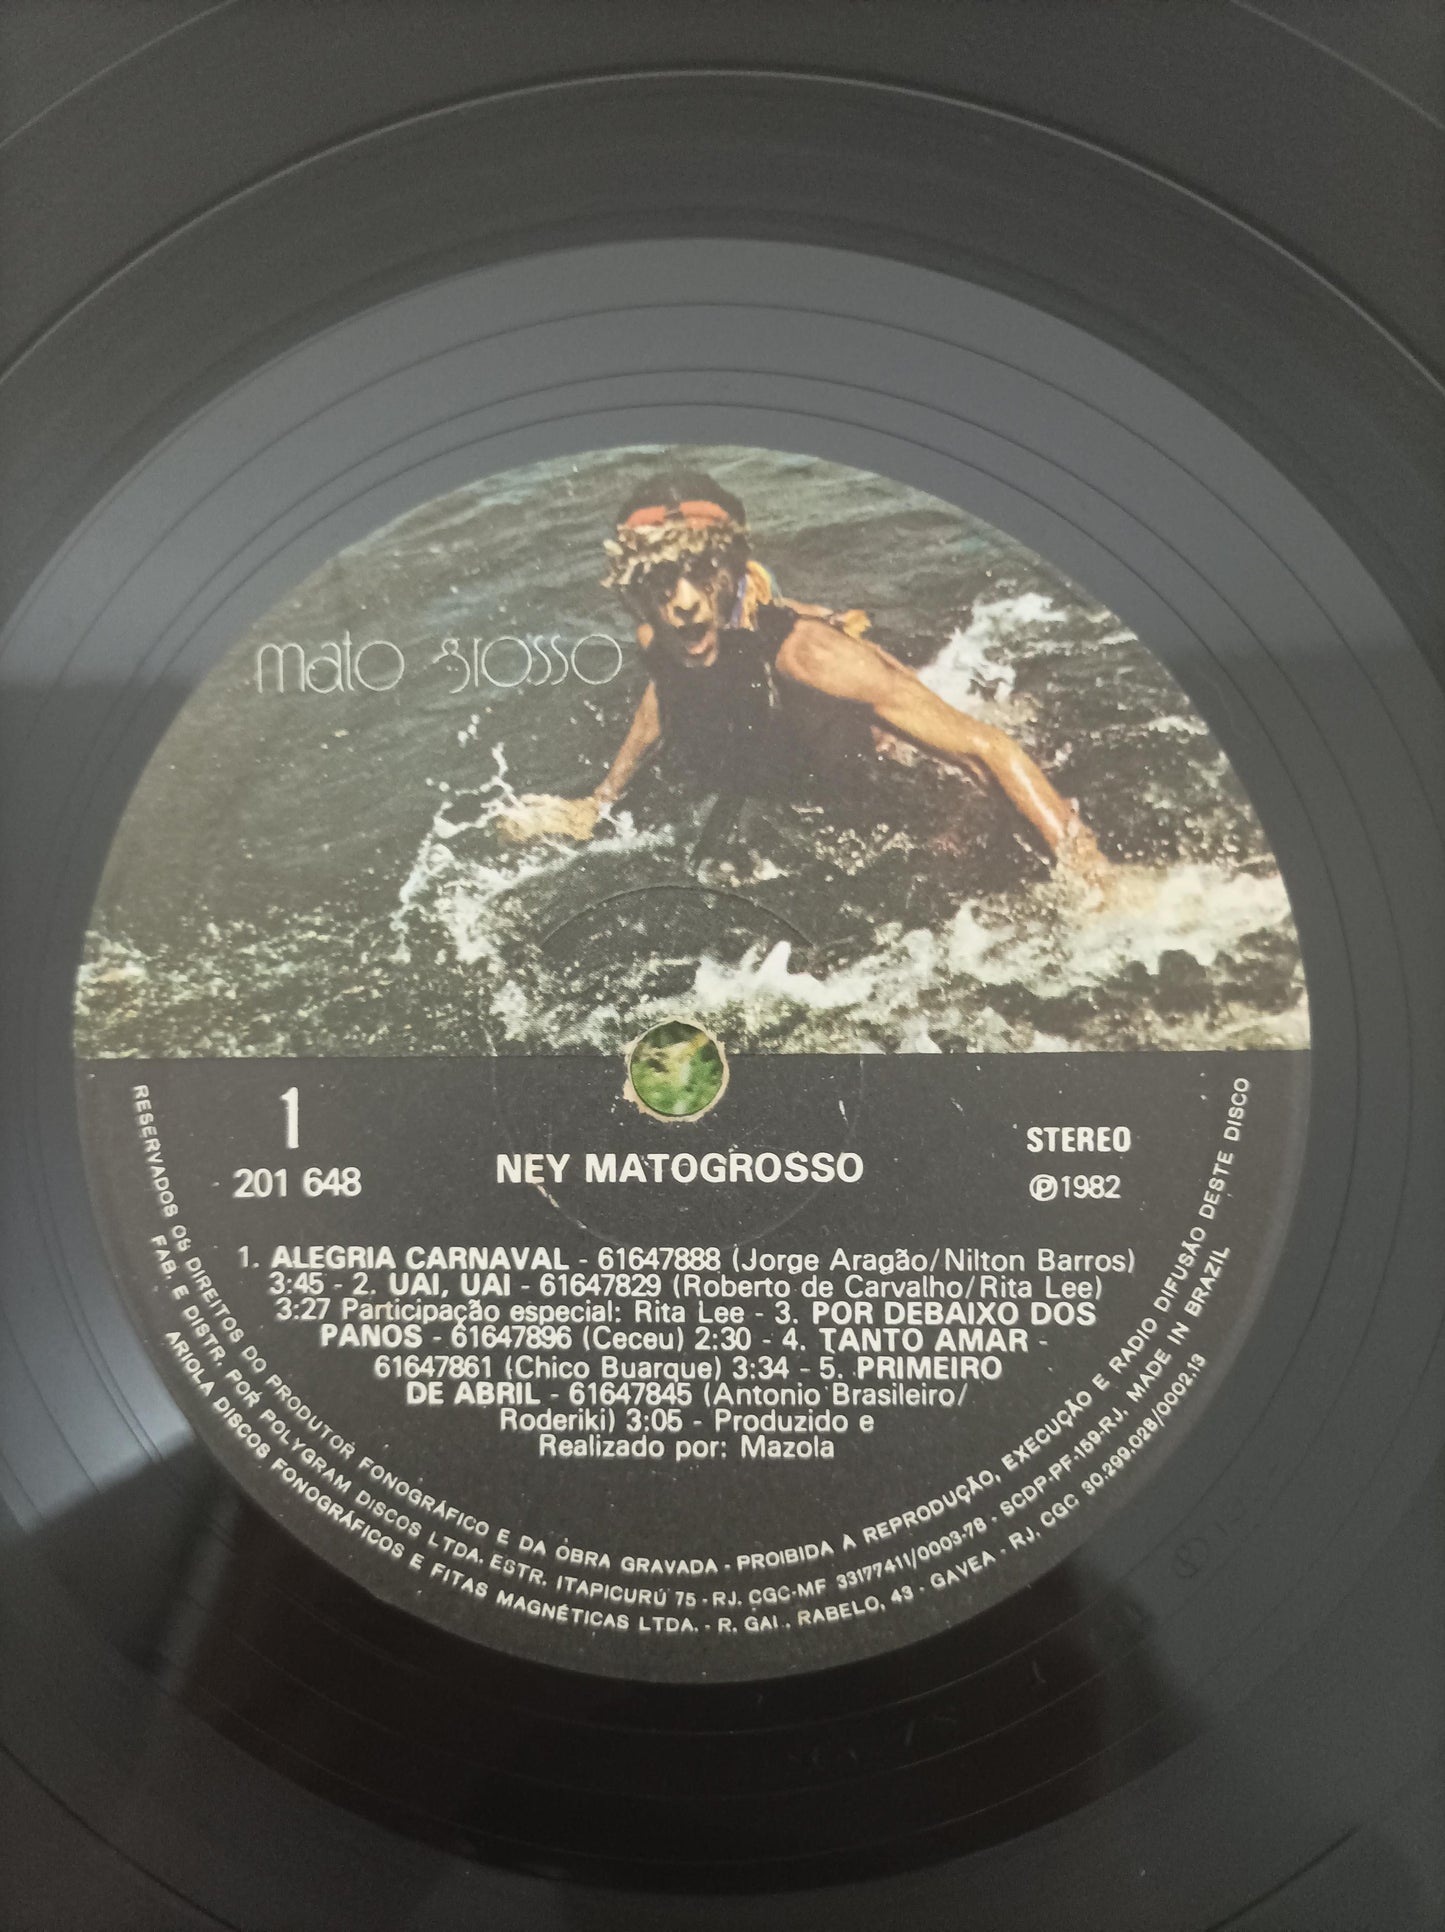 mato grosso
1
201 648
NEY MATOGROSSO
STEREO
Ⓟ1982
1. ALEGRIA CARNAVAL - 61647888 (Jorge Aragão/Nilton Barros)
3:45 - 2. UAI, UAI - 61647829 (Roberto de Carvalho/Rita Lee)
3:27 Participação especial: Rita Lee - 3. POR DEBAIXO DOS
PANOS - 61647896 (Ceceu) 2:30 - 4. TANTO AMAR -
61647861 (Chico Buarque) 3:34 - 5. PRIMEIRO
DE ABRIL - 61647845 (Antonio Brasileiro/
Roderiki) 3:05 - Produzido e
Realizado por: Mazola
RESERVADOS OS DIREITOS DO PRODUTOR FONOGRÁFICO E DA OBRA GRAVADA - PROIBIDA A REPRODUÇÃO, EXECUÇÃO E RADIO DIFUSÃO DESTE DISCO
FAB. E DISTR. POR POLYGRAM DISCOS LTDA. ESTR. ITAPICURÚ 75 - RJ. CGC-MF 33177411/0003-76 - SCDP-PF-159-RJ. MADE IN BRAZIL
ARIOLA DISCOS FONOGRÁFICOS E FITAS MAGNÉTICAS LTDA. - R. GAL. RABELO, 43 - GAVEA - RJ. CGC 30.299.028/0002.13